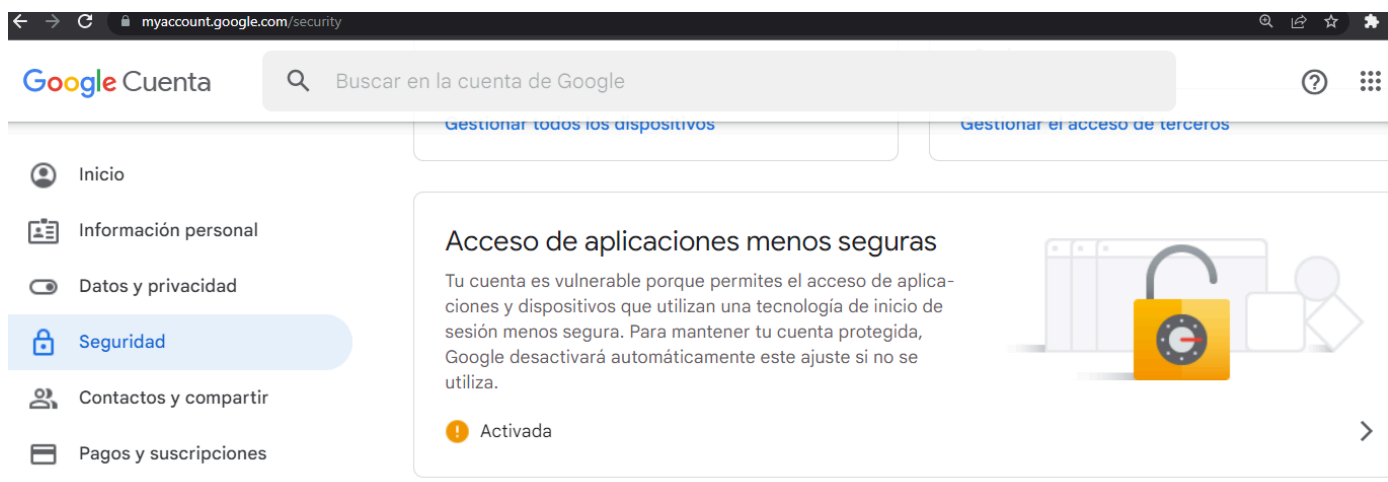 myaccount.google.com/security
Google Cuenta
Buscar en la cuenta de Google
Gestionar todos los dispositivos
Gestionar el acceso de terceros
Inicio
Información personal
Datos y privacidad
Seguridad
Contactos y compartir
Pagos y suscripciones
Acceso de aplicaciones menos seguras
Tu cuenta es vulnerable porque permites el acceso de aplica-
ciones y dispositivos que utilizan una tecnología de inicio de
sesión menos segura. Para mantener tu cuenta protegida,
Google desactivará automáticamente este ajuste si no se
utiliza.
Activada